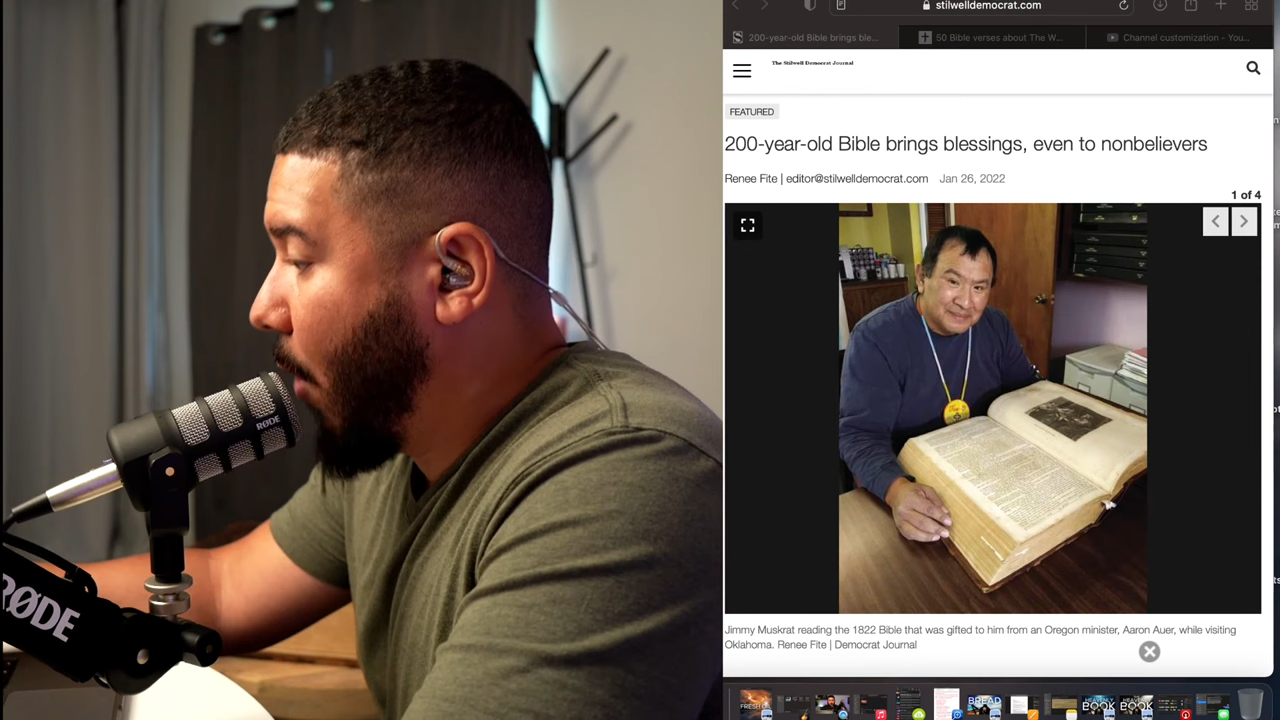 RØDE
RØDE
stilwelldemocrat.com
200-year-old Bible brings ble...
50 Bible verses about The W...
Channel customization - You...
The Stilwell Democrat Journal
FEATURED
200-year-old Bible brings blessings, even to nonbelievers
Renee Fite | editor@stilwelldemocrat.com Jan 26, 2022
1 of 4
Jimmy Muskrat reading the 1822 Bible that was gifted to him from an Oregon minister, Aaron Auer, while visiting
Oklahoma. Renee Fite | Democrat Journal
BREAD
BOOK
BOOK